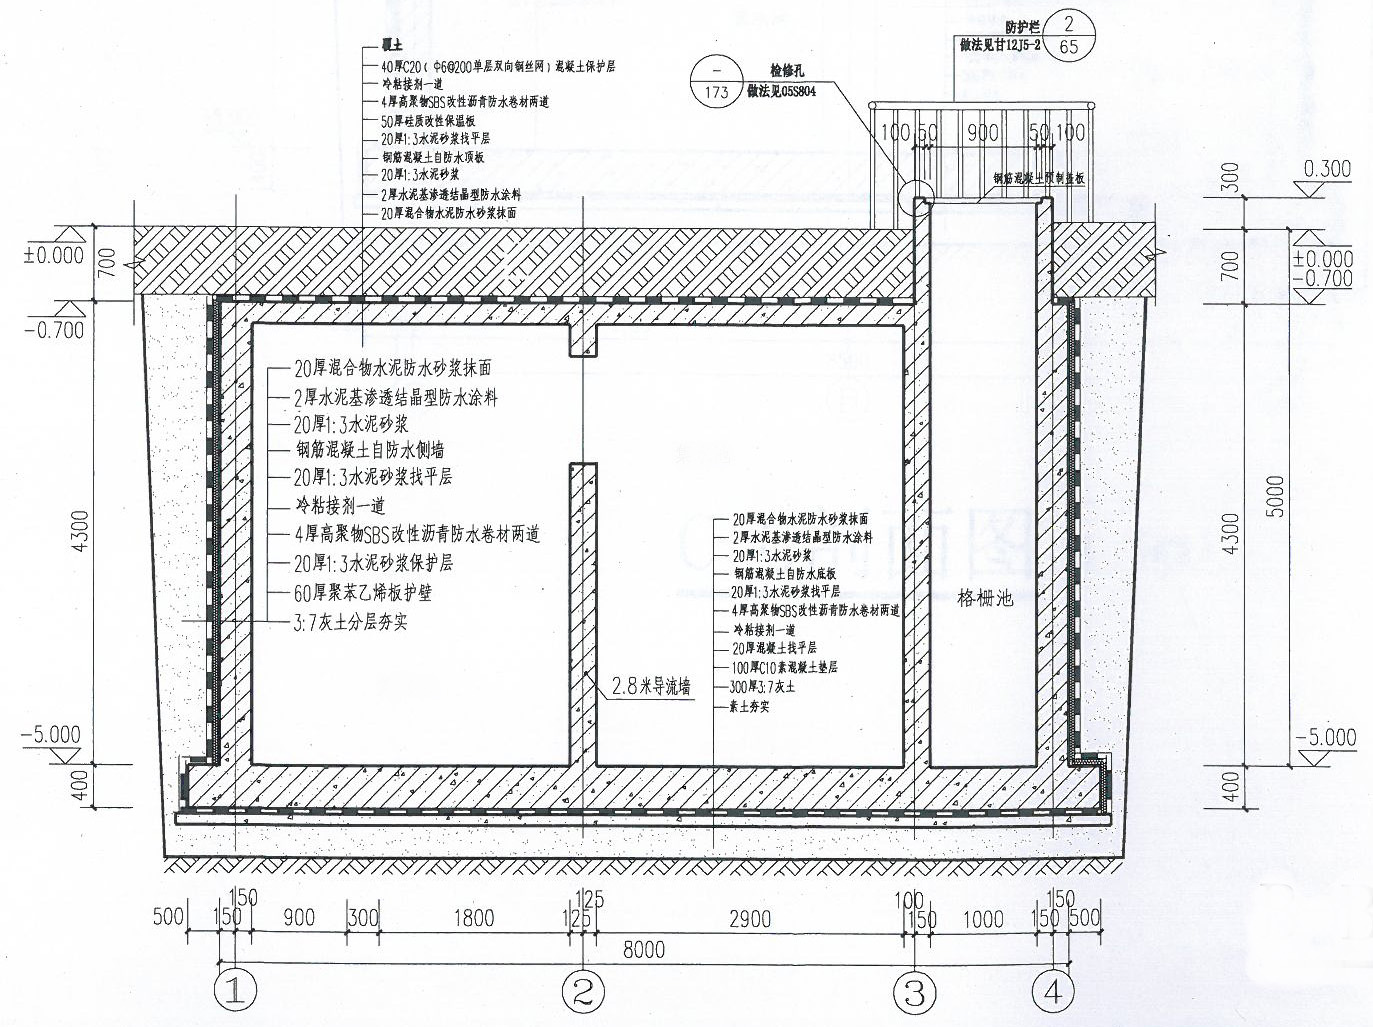 覆土
40厚C20(ф6@200单层双向钢丝网)混凝土保护层
冷粘接剂一道
4厚高聚物SBS改性沥青防水卷材两道
50厚硅质改性保温板
20厚1:3水泥砂浆找平层
钢筋混凝土自防水顶板
20厚1:3水泥砂浆
2厚水泥基渗透结晶型防水涂料
20厚混合物水泥防水砂浆抹面
防护栏
做法见甘12J5-2
2
65
检修孔
做法见05S804
–
173
100 50 900 50 100
钢筋混凝土预制盖板
0.300
300
±0.000
700
-0.700
±0.000
-0.700
700
20厚混合物水泥防水砂浆抹面
2厚水泥基渗透结晶型防水涂料
20厚1:3水泥砂浆
钢筋混凝土自防水侧墙
20厚1:3水泥砂浆找平层
冷粘接剂一道
4厚高聚物SBS改性沥青防水卷材两道
20厚1:3水泥砂浆保护层
60厚聚苯乙烯板护壁
3:7灰土分层夯实
4300
4300
5000
20厚混合物水泥防水砂浆抹面
2厚水泥基渗透结晶型防水涂料
20厚1:3水泥砂浆
钢筋混凝土自防水底板
20厚1:3水泥砂浆找平层
4厚高聚物SBS改性沥青防水卷材两道
冷粘接剂一道
20厚混凝土找平层
100厚C10素混凝土垫层
300厚3:7灰土
素土夯实
格栅池
2.8米导流墙
-5.000
-5.000
400
400
150 125 100 150
500 150 900 300 1800 125 2900 150 1000 150 500
8000
1 2 3 4